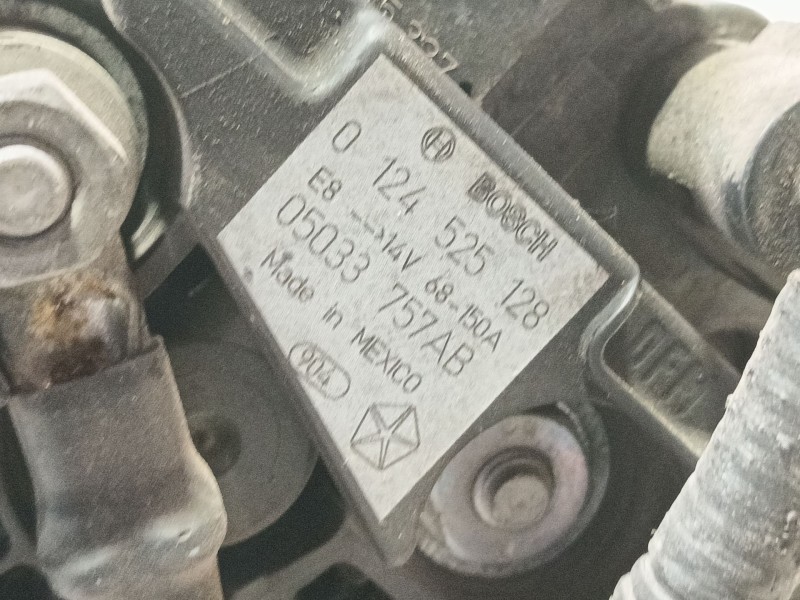 BOSCH
0 124 525 128
E8 --->14V 68-150A
05033 757AB
Made in MEXICO
904